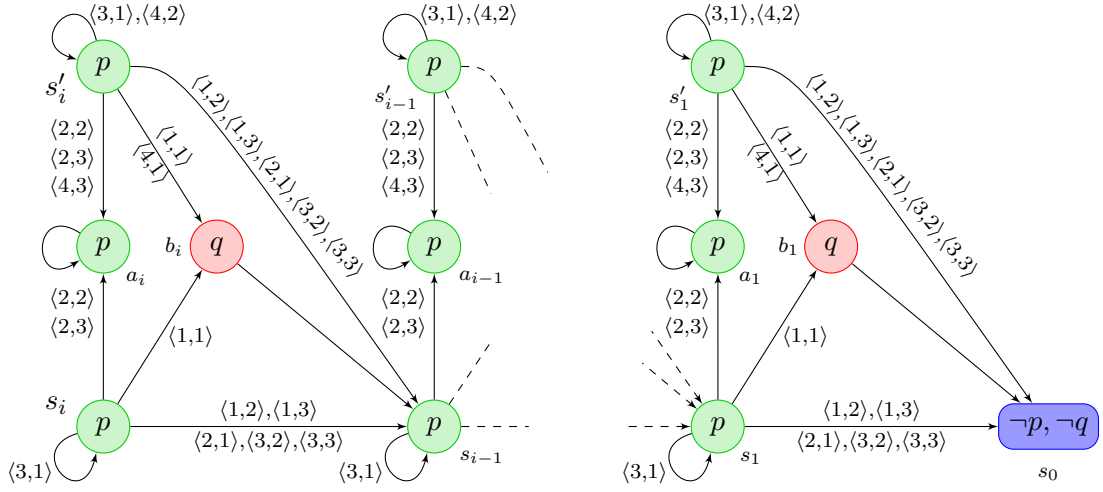 ⟨3,1⟩,⟨4,2⟩
⟨3,1⟩,⟨4,2⟩
⟨3,1⟩,⟨4,2⟩
p
p
p
s′ᵢ
s′ᵢ₋₁
s′₁
⟨1,2⟩,⟨1,3⟩,⟨2,1⟩,⟨3,2⟩,⟨3,3⟩
⟨1,2⟩,⟨1,3⟩,⟨2,1⟩,⟨3,2⟩,⟨3,3⟩
⟨2,2⟩
⟨2,3⟩
⟨4,3⟩
⟨1,1⟩
⟨4,1⟩
⟨2,2⟩
⟨2,3⟩
⟨4,3⟩
⟨2,2⟩
⟨2,3⟩
⟨4,3⟩
⟨1,1⟩
⟨4,1⟩
p
aᵢ
bᵢ
q
p
aᵢ₋₁
p
a₁
b₁
q
⟨2,2⟩
⟨2,3⟩
⟨1,1⟩
⟨2,2⟩
⟨2,3⟩
⟨2,2⟩
⟨2,3⟩
⟨1,1⟩
sᵢ
p
⟨3,1⟩
⟨1,2⟩,⟨1,3⟩
⟨2,1⟩,⟨3,2⟩,⟨3,3⟩
p
sᵢ₋₁
⟨3,1⟩
p
s₁
⟨3,1⟩
⟨1,2⟩,⟨1,3⟩
⟨2,1⟩,⟨3,2⟩,⟨3,3⟩
¬p, ¬q
s₀